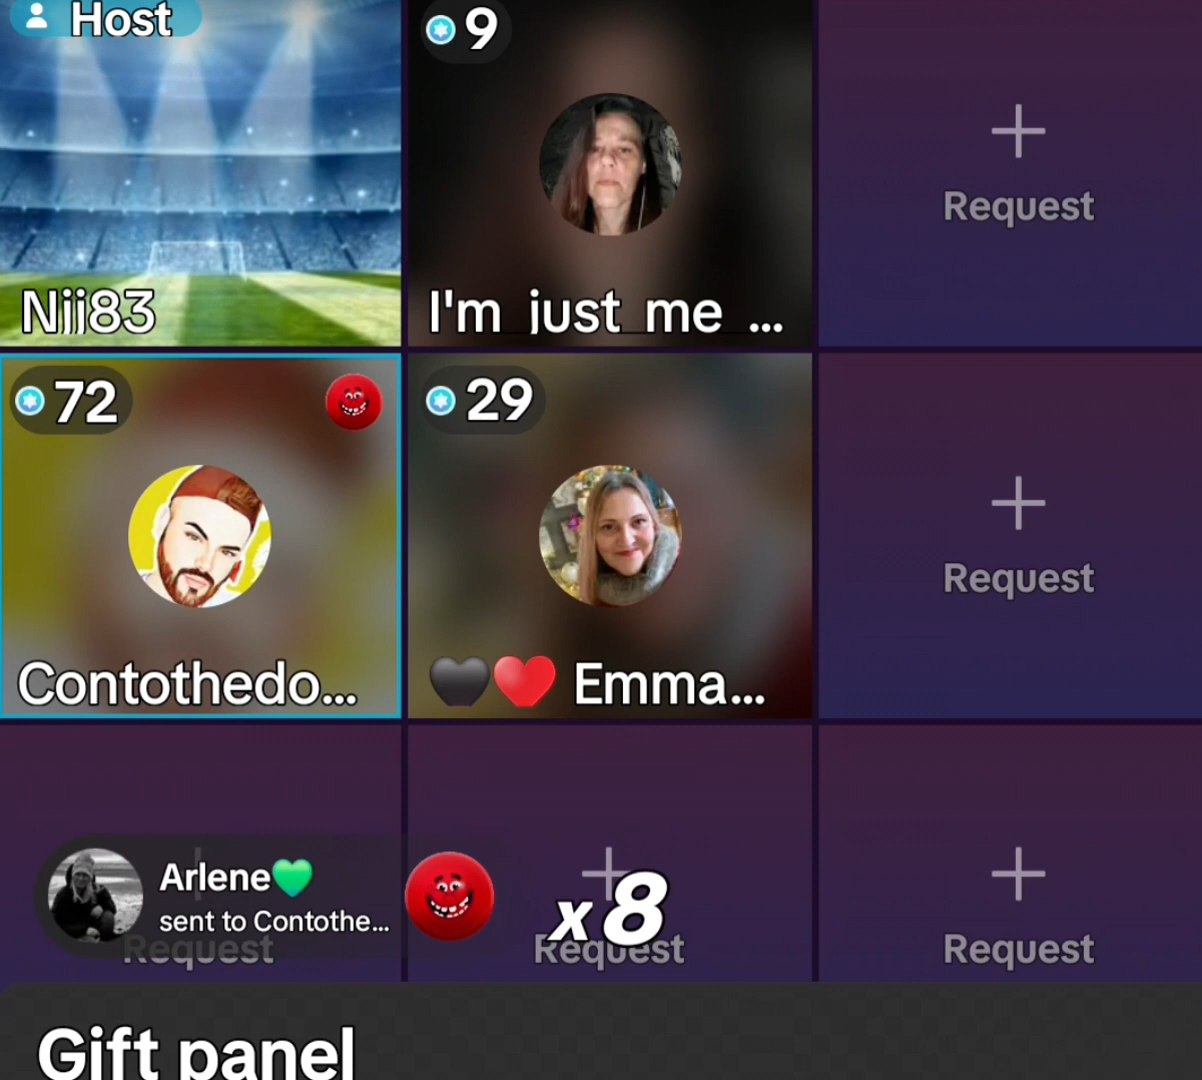 Host
9
Request
Nii83
I'm just me ...
72
29
Request
Contothedo...
🖤❤️ Emma...
Arlene💚
sent to Contothe...
x8
Request
Request
Request
Gift panel